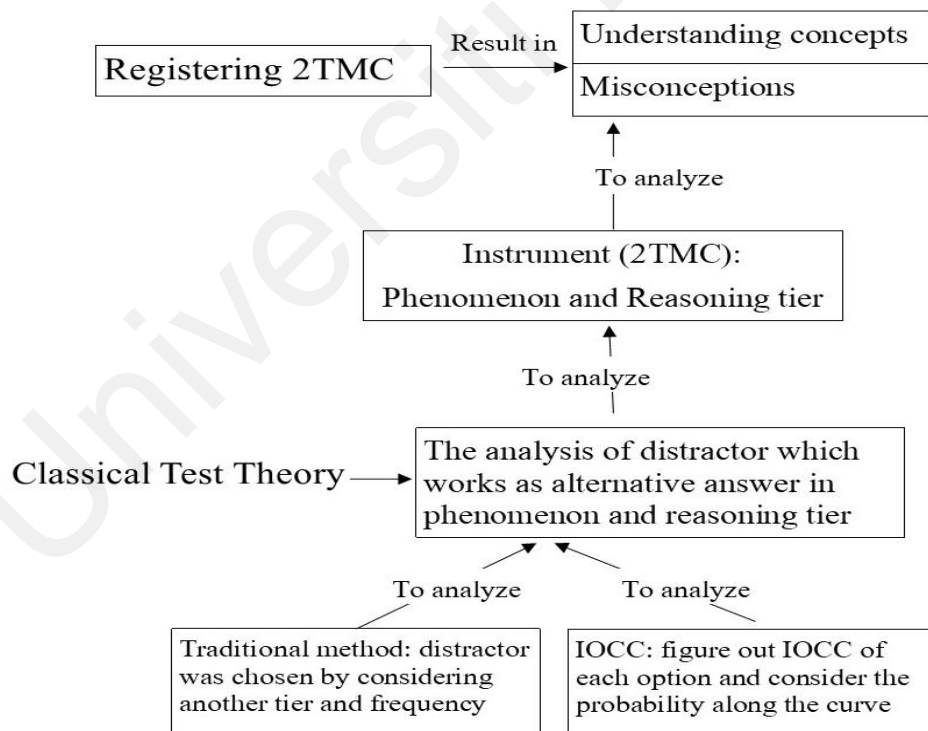 Universiti
Result in
Understanding concepts
Registering 2TMC
Misconceptions
To analyze
Instrument (2TMC):
Phenomenon and Reasoning tier
To analyze
Classical Test Theory
The analysis of distractor which
works as alternative answer in
phenomenon and reasoning tier
To analyze
To analyze
Traditional method: distractor
was chosen by considering
another tier and frequency
IOCC: figure out IOCC of
each option and consider the
probability along the curve